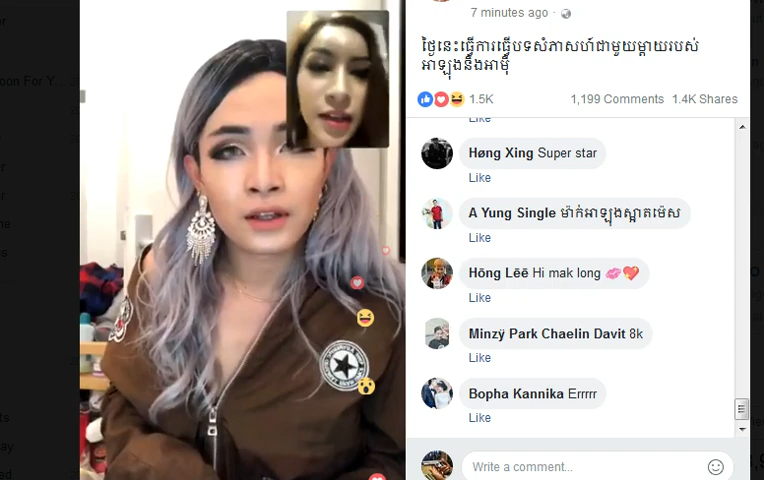 7 minutes ago ·
ថ្ងៃនេះធ្វើការធ្វើបទសំភាសហ៍ជាមួយម្តាយរបស់
អាឡុងនឹងអាម៉ី
1.5K 1,199 Comments 1.4K Shares
Like
Høng Xing Super star
Like
A Yung Single ម៉ាក់អាឡុងស្អាតម៉េស
Like
Hōng Lēē Hi mak long
Like
Minzÿ Park Chaelin Davit 8k
Like
Bopha Kannika Errrrr
Like
Write a comment...
oon For Y...